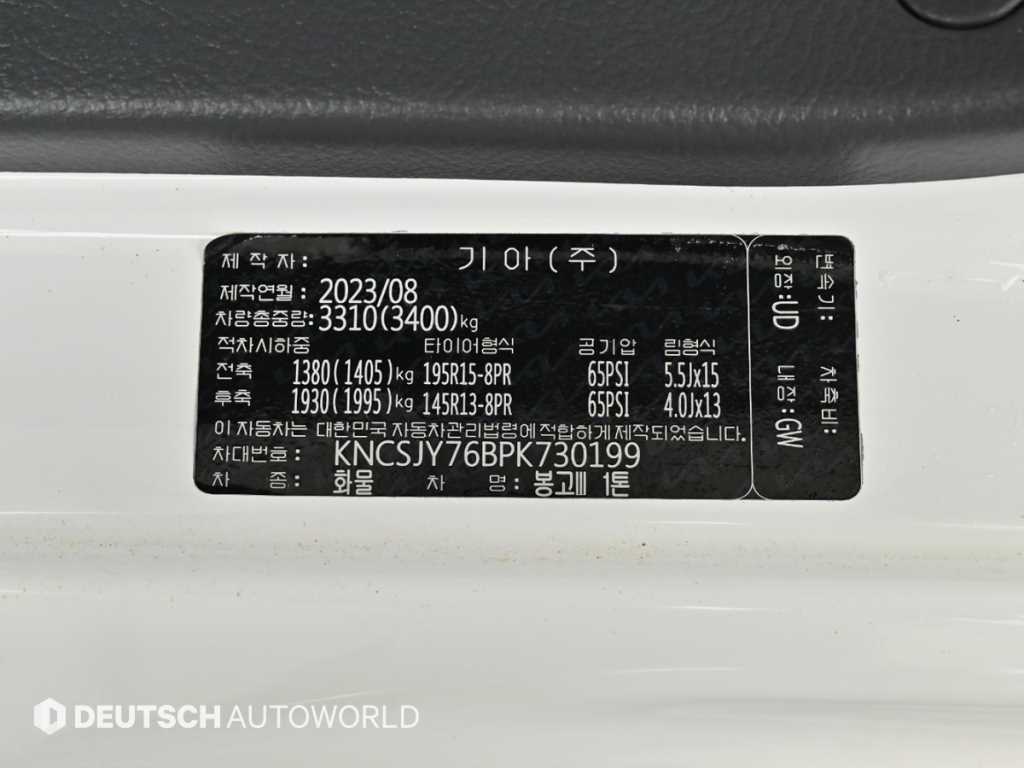 제 작 자 : 기 아 ( 주 )
제작연월 : 2023/08
차량총중량: 3310(3400)kg
적차시하중 타이어형식 공기압 림형식
전축 1380(1405)kg 195R15-8PR 65PSI 5.5Jx15
후축 1930(1995)kg 145R13-8PR 65PSI 4.0Jx13
이 자동차는 대한민국 자동차관리법령에 적합하게 제작되었습니다.
차대번호 : KNCSJY76BPK730199
차 종 : 화물 차 명 : 봉고Ⅲ 1톤
변속기: 차축비:
외장:UD 내장:GW
DEUTSCH AUTOWORLD